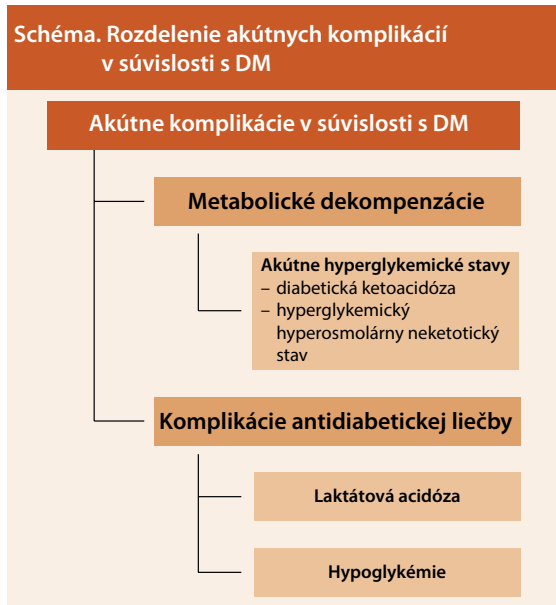 Schéma. Rozdelenie akútnych komplikácií
v súvislosti s DM
Akútne komplikácie v súvislosti s DM
Metabolické dekompenzácie
Akútne hyperglykemické stavy
– diabetická ketoacidóza
– hyperglykemický
hyperosmolárny neketotický
stav
Komplikácie antidiabetickej liečby
Laktátová acidóza
Hypoglykémie